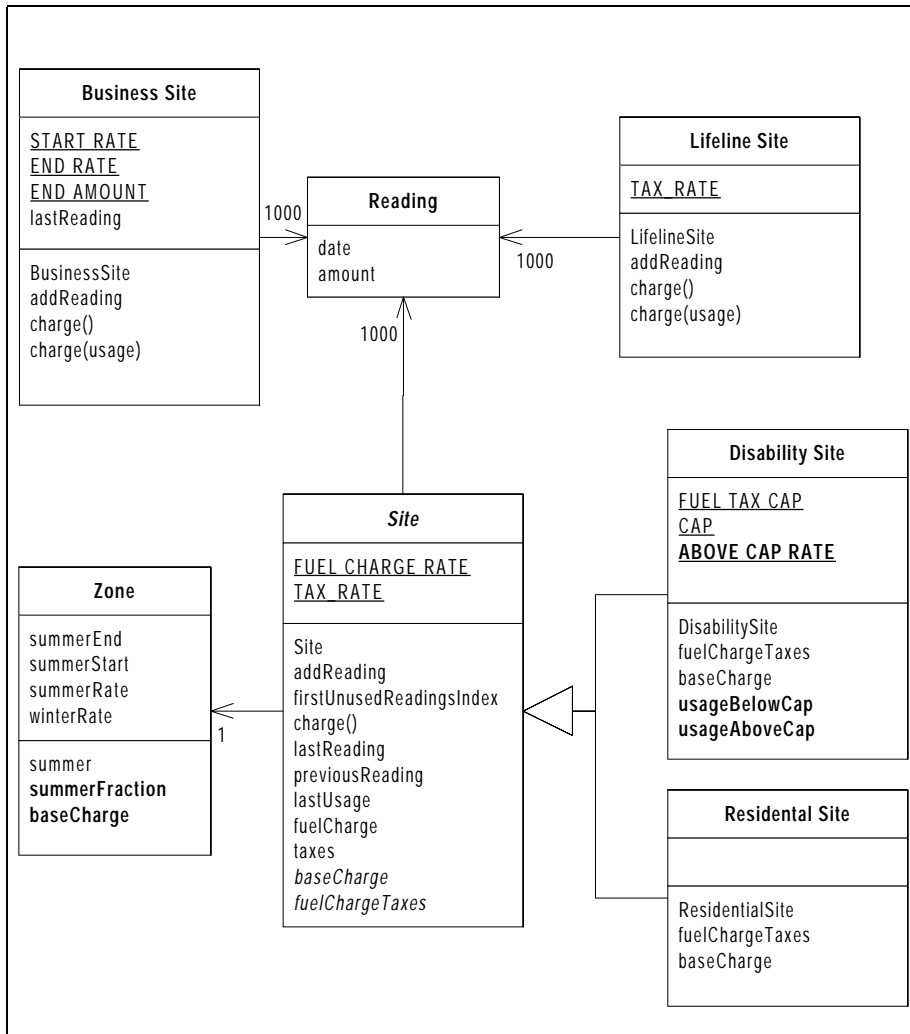 Business Site
START RATE
END RATE
END AMOUNT
lastReading
BusinessSite
addReading
charge()
charge(usage)
1000
Reading
date
amount
1000
1000
Lifeline Site
TAX_RATE
LifelineSite
addReading
charge()
charge(usage)
Zone
summerEnd
summerStart
summerRate
winterRate
summer
summerFraction
baseCharge
1
Site
FUEL CHARGE RATE
TAX_RATE
Site
addReading
firstUnusedReadingsIndex
charge()
lastReading
previousReading
lastUsage
fuelCharge
taxes
baseCharge
fuelChargeTaxes
Disability Site
FUEL TAX CAP
CAP
ABOVE CAP RATE
DisabilitySite
fuelChargeTaxes
baseCharge
usageBelowCap
usageAboveCap
Residental Site
ResidentialSite
fuelChargeTaxes
baseCharge